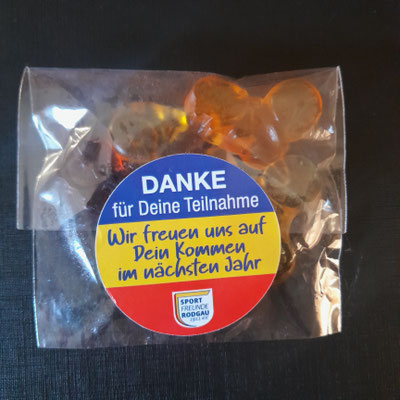 DANKE
für Deine Teilnahme
Wir freuen uns auf
Dein Kommen
im nächsten Jahr
SPORT
FREUNDE
RODGAU